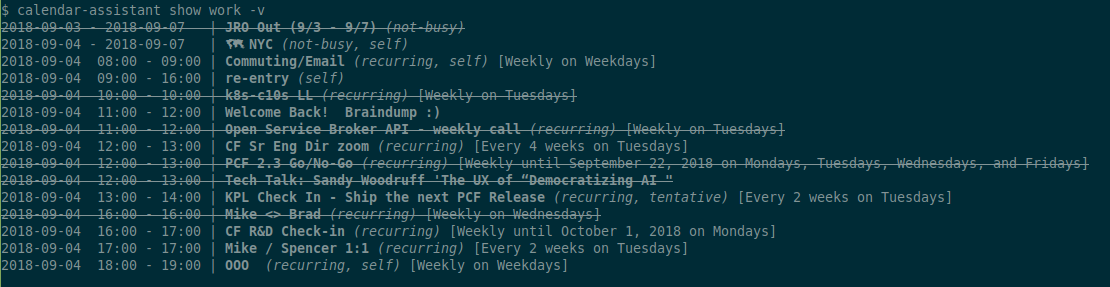 $ calendar-assistant show work -v
2018-09-03 - 2018-09-07   | JRO Out (9/3 - 9/7) (not-busy)
2018-09-04 - 2018-09-07   | 🗺 NYC (not-busy, self)
2018-09-04  08:00 - 09:00 | Commuting/Email (recurring, self) [Weekly on Weekdays]
2018-09-04  09:00 - 16:00 | re-entry (self)
2018-09-04  10:00 - 10:00 | k8s-c10s LL (recurring) [Weekly on Tuesdays]
2018-09-04  11:00 - 12:00 | Welcome Back!  Braindump :)
2018-09-04  11:00 - 12:00 | Open Service Broker API - weekly call (recurring) [Weekly on Tuesdays]
2018-09-04  12:00 - 13:00 | CF Sr Eng Dir zoom (recurring) [Every 4 weeks on Tuesdays]
2018-09-04  12:00 - 13:00 | PCF 2.3 Go/No-Go (recurring) [Weekly until September 22, 2018 on Mondays, Tuesdays, Wednesdays, and Fridays]
2018-09-04  12:00 - 13:00 | Tech Talk: Sandy Woodruff 'The UX of “Democratizing AI "
2018-09-04  13:00 - 14:00 | KPL Check In - Ship the next PCF Release (recurring, tentative) [Every 2 weeks on Tuesdays]
2018-09-04  16:00 - 16:00 | Mike <> Brad (recurring) [Weekly on Wednesdays]
2018-09-04  16:00 - 17:00 | CF R&D Check-in (recurring) [Weekly until October 1, 2018 on Mondays]
2018-09-04  17:00 - 17:00 | Mike / Spencer 1:1 (recurring) [Every 2 weeks on Tuesdays]
2018-09-04  18:00 - 19:00 | OOO  (recurring, self) [Weekly on Weekdays]